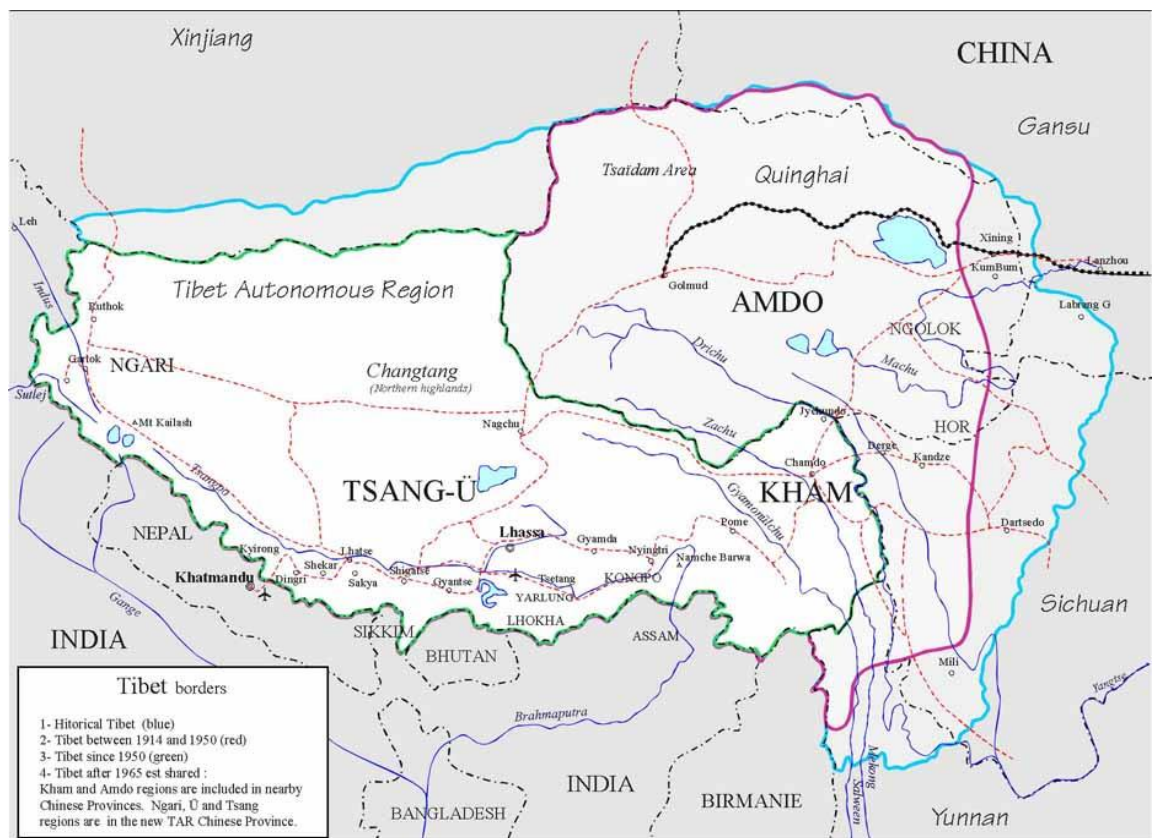 Xinjiang
CHINA
Gansu
Tsaïdam Area
Quinghai
Leh
Xining
Lanzhou
KumBum
Golmud
Indus
Tibet Autonomous Region
AMDO
Labrang G
Ruthok
NGOLOK
Drichu
Machu
Gartok
NGARI
Changtang
(Northern highlands)
Sutlej
Mt Kailash
Nagchu
Zachu
Jyekundo
HOR
Derge
Kandze
Chamdo
Tsangpo
TSANG-Ü
KHAM
Gyamonülchu
Pome
Dartsedo
NEPAL
Lhassa
Gyamda
Nyingtri
Namche Barwa
Kyirong
Lhatse
Shekar
Shigatse
Khatmandu
Dingri
Sakya
Gyantse
Tsetang
KONGPO
YARLUNG
LHOKHA
Sichuan
Gange
SIKKIM
ASSAM
INDIA
BHUTAN
Mili
Yangtse
Brahmaputra
Mekong
Salween
INDIA
BIRMANIE
BANGLADESH
Yunnan
Tibet borders
1- Hitorical Tibet (blue)
2- Tibet between 1914 and 1950 (red)
3- Tibet since 1950 (green)
4- Tibet after 1965 est shared :
Kham and Amdo regions are included in nearby
Chinese Provinces. Ngari, Ü and Tsang
regions are in the new TAR Chinese Province.